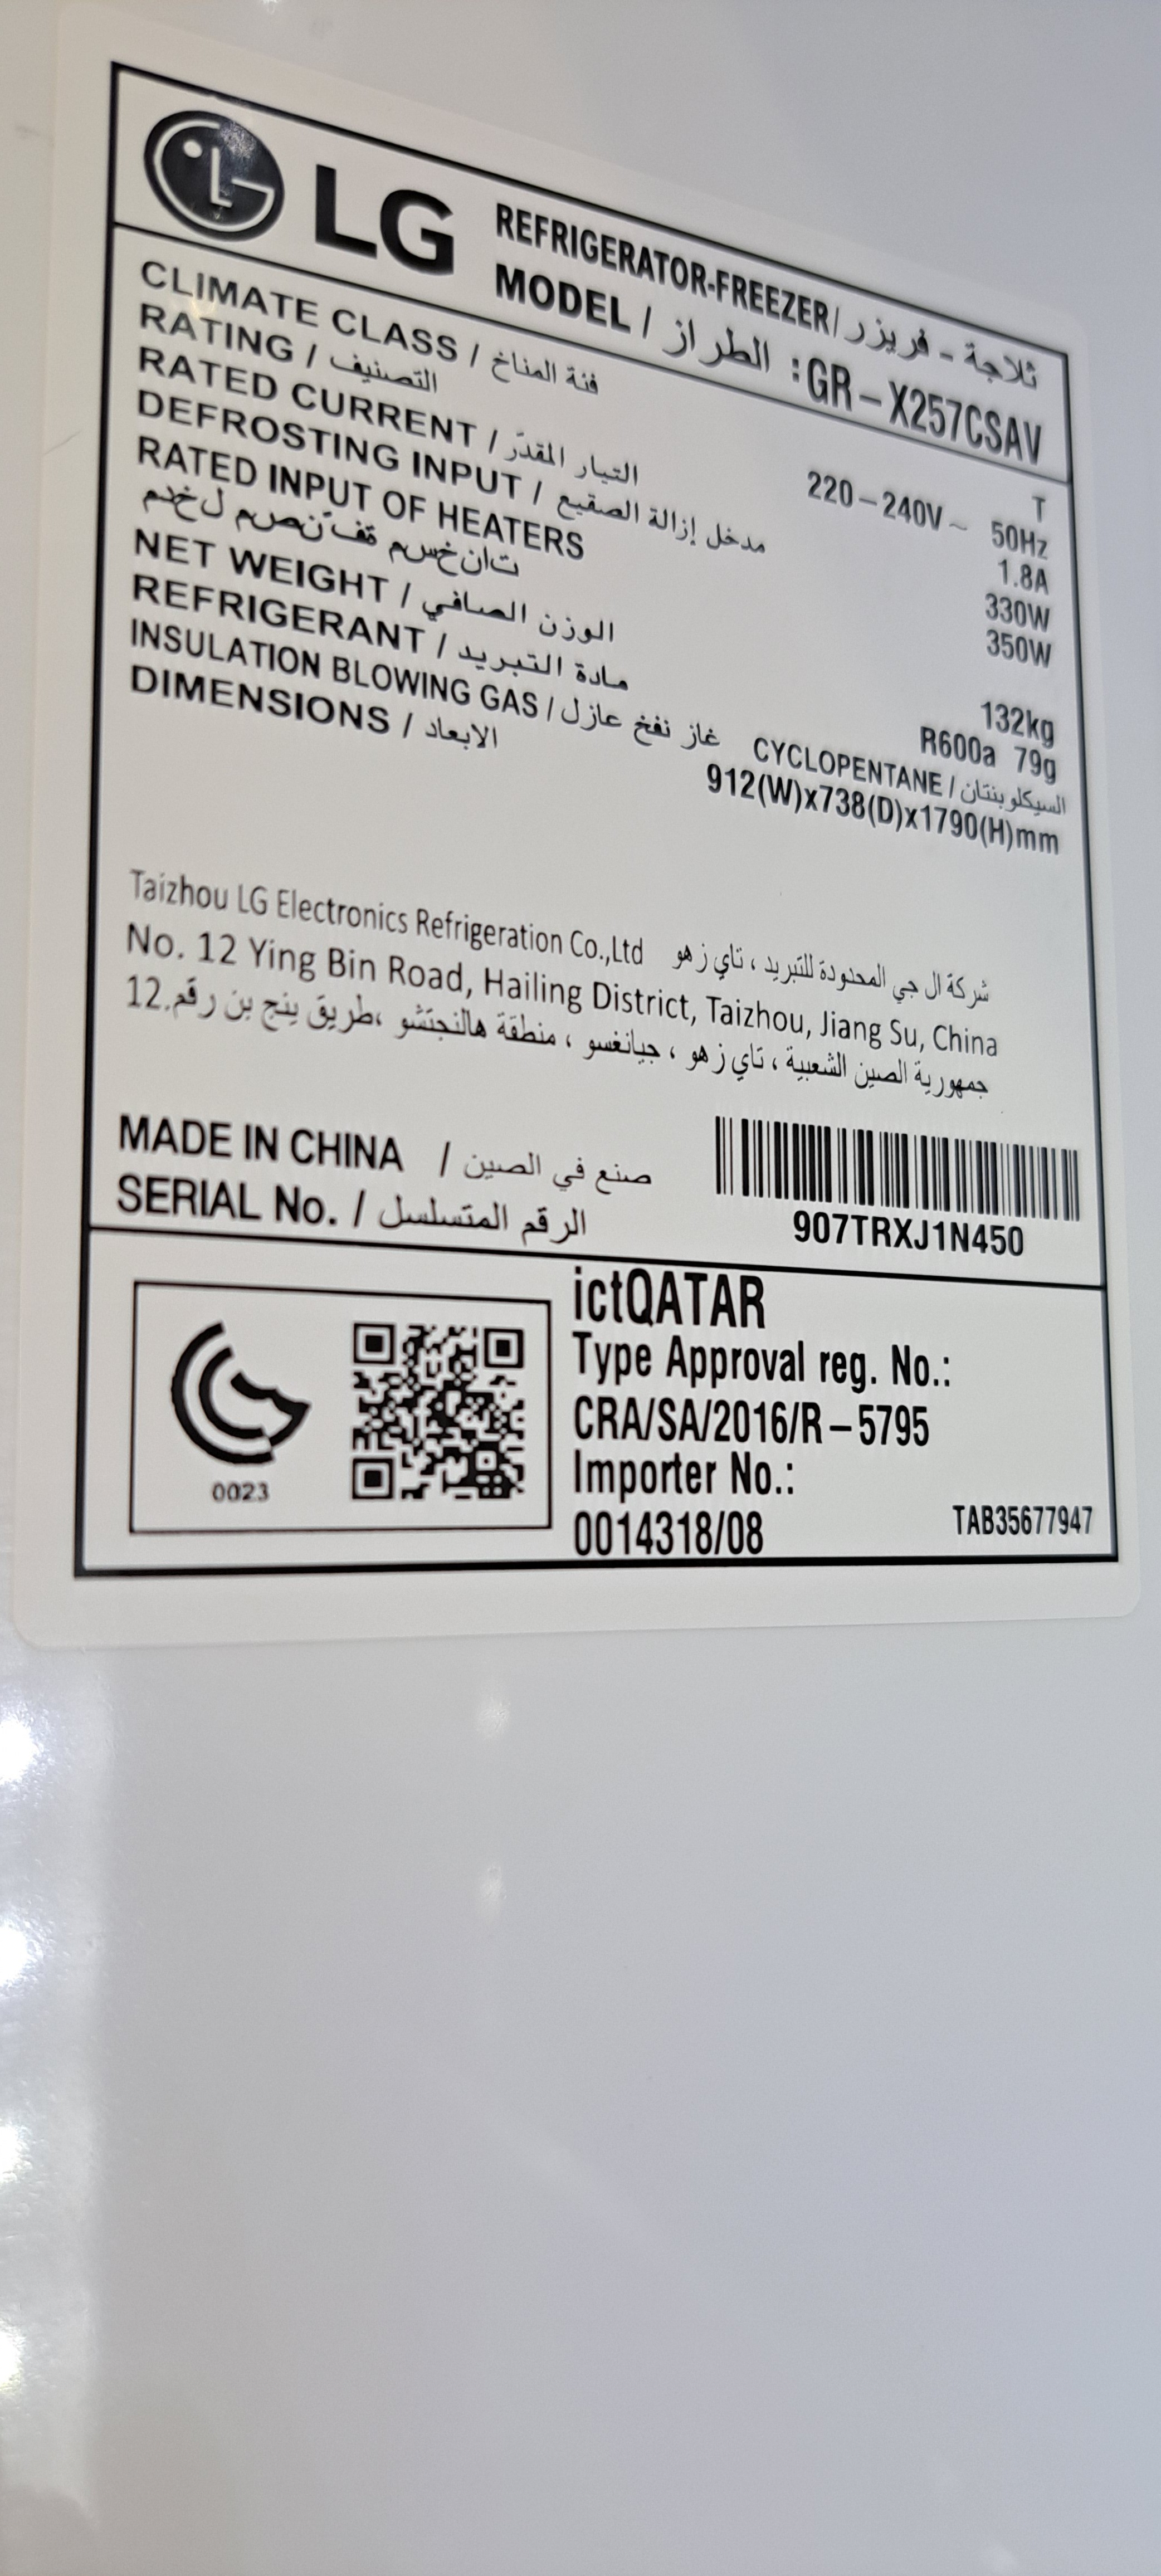 LG REFRIGERATOR-FREEZER / ثلاجة - فريزر
MODEL / الطراز : GR-X257CSAV
CLIMATE CLASS / فئة المناخ T
RATING / التصنيف 220-240V~ 50Hz
RATED CURRENT / التيار المقدّر 1.8A
DEFROSTING INPUT / مدخل إزالة الصقيع 330W
RATED INPUT OF HEATERS 350W
NET WEIGHT / الوزن الصافي 132kg
REFRIGERANT / مادة التبريد R600a 79g
INSULATION BLOWING GAS / غاز نفخ عازل CYCLOPENTANE / السيكلوبنتان
DIMENSIONS / الابعاد 912(W)x738(D)x1790(H)mm
Taizhou LG Electronics Refrigeration Co.,Ltd شركة ال جي المحدودة للتبريد ، تاي زهو
No. 12 Ying Bin Road, Hailing District, Taizhou, Jiang Su, China
جمهورية الصين الشعبية ، تاي زهو ، جيانغسو ، منطقة هالنجتشو ،طريق ينج بن رقم.12
MADE IN CHINA / صنع في الصين
SERIAL No. / الرقم المتسلسل 907TRXJ1N450
0023
ictQATAR
Type Approval reg. No.:
CRA/SA/2016/R-5795
Importer No.:
0014318/08
TAB35677947